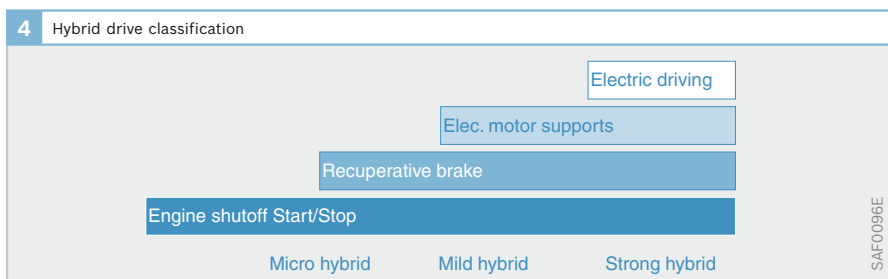 4 Hybrid drive classification
Electric driving
Elec. motor supports
Recuperative brake
Engine shutoff Start/Stop
Micro hybrid Mild hybrid Strong hybrid
SAF0096E